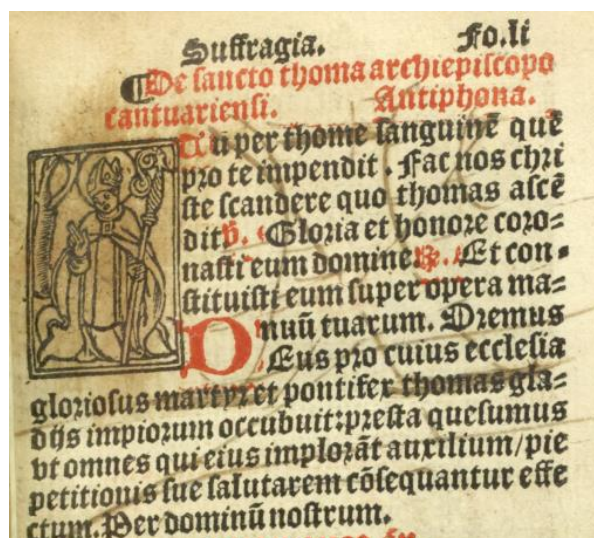 Suffragia. Fo.li
¶De sancto thoma archiepiscopo
cantuariensi. Antiphona.
Tu per thome sanguinē quē
pro te impendit. Fac nos chri
ste scandere quo thomas ascē
dit. ℣. Gloria et honore coro=
nasti eum domine. ℟. Et con=
stituisti eum super opera ma=
nuū tuarum. Oremus
DEus pro cuius ecclesia
gloriosus martyr et pontifex thomas gla=
diis impiorum occubuit: presta quesumus
vt omnes qui eius implorāt auxilium/pie
petitionis sue salutarem cōsequantur effe
ctum. Per dominū nostrum.